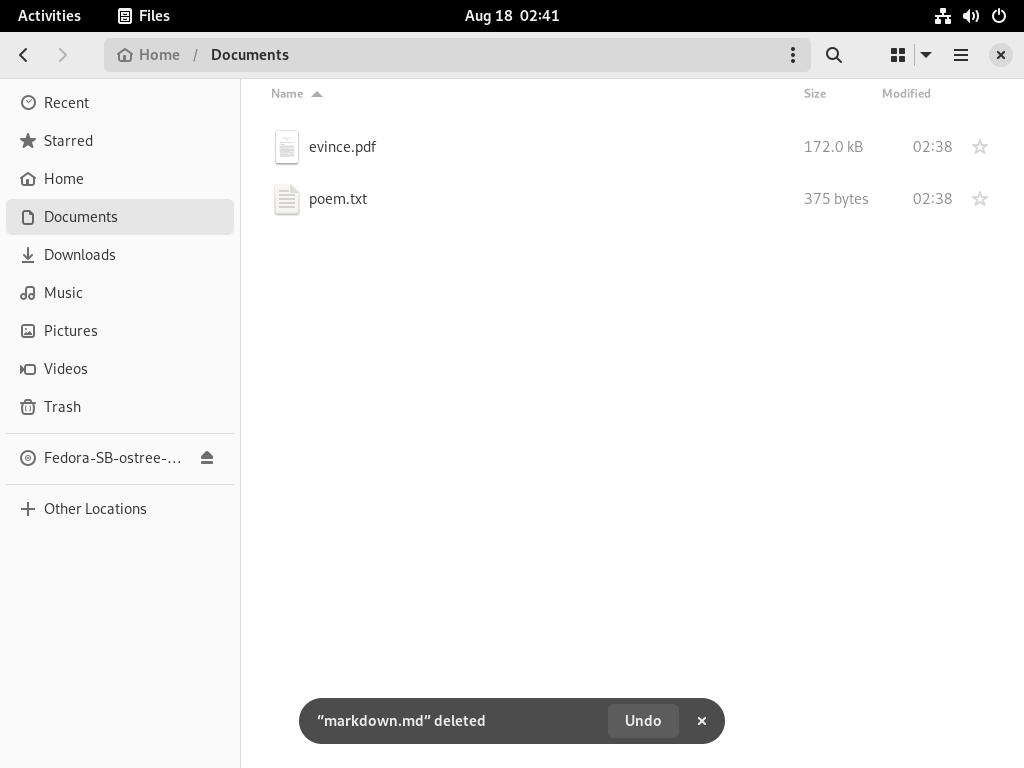 Activities
Files
Aug 18 02:41
Home / Documents
Name
Size
Modified
Recent
Starred
Home
Documents
Downloads
Music
Pictures
Videos
Trash
Fedora-SB-ostree-…
Other Locations
evince.pdf 172.0 kB 02:38
poem.txt 375 bytes 02:38
“markdown.md” deleted
Undo